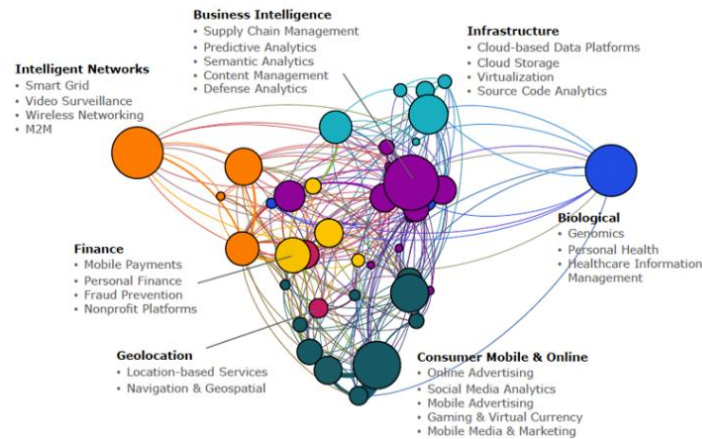 Business Intelligence
• Supply Chain Management
• Predictive Analytics
• Semantic Analytics
• Content Management
• Defense Analytics
Infrastructure
• Cloud-based Data Platforms
• Cloud Storage
• Virtualization
• Source Code Analytics
Intelligent Networks
• Smart Grid
• Video Surveillance
• Wireless Networking
• M2M
Biological
• Genomics
• Personal Health
• Healthcare Information
Management
Finance
• Mobile Payments
• Personal Finance
• Fraud Prevention
• Nonprofit Platforms
Geolocation
• Location-based Services
• Navigation & Geospatial
Consumer Mobile & Online
• Online Advertising
• Social Media Analytics
• Mobile Advertising
• Gaming & Virtual Currency
• Mobile Media & Marketing